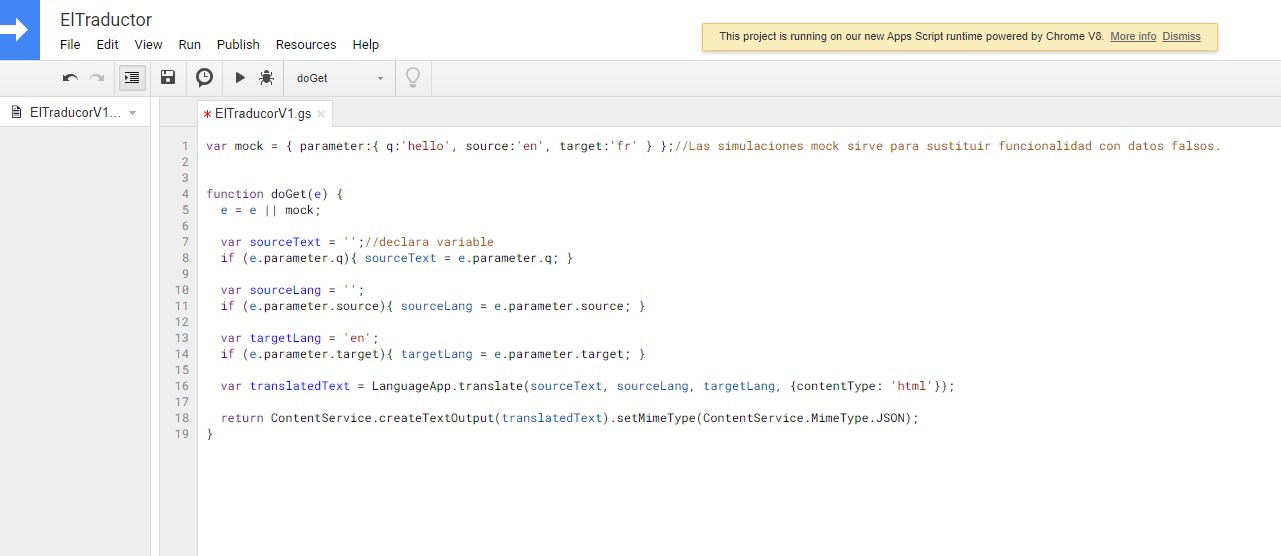 ElTraductor
File Edit View Run Publish Resources Help
This project is running on our new Apps Script runtime powered by Chrome V8. More info Dismiss
doGet
ElTraducorV1...
* ElTraducorV1.gs ×
1 var mock = { parameter:{ q:'hello', source:'en', target:'fr' } };//Las simulaciones mock sirve para sustituir funcionalidad con datos falsos.
2
3
4 function doGet(e) {
5 e = e || mock;
6
7 var sourceText = '';//declara variable
8 if (e.parameter.q){ sourceText = e.parameter.q; }
9
10 var sourceLang = '';
11 if (e.parameter.source){ sourceLang = e.parameter.source; }
12
13 var targetLang = 'en';
14 if (e.parameter.target){ targetLang = e.parameter.target; }
15
16 var translatedText = LanguageApp.translate(sourceText, sourceLang, targetLang, {contentType: 'html'});
17
18 return ContentService.createTextOutput(translatedText).setMimeType(ContentService.MimeType.JSON);
19 }